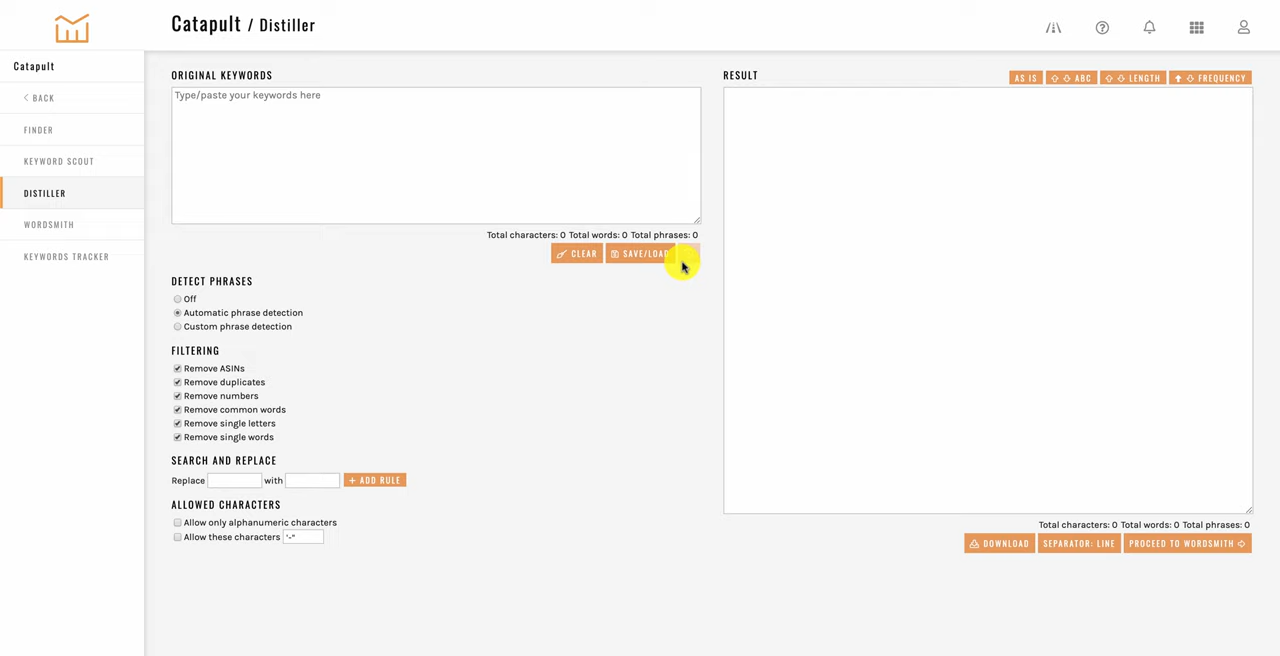 Catapult / Distiller
Catapult
< BACK
FINDER
KEYWORD SCOUT
DISTILLER
WORDSMITH
KEYWORDS TRACKER
ORIGINAL KEYWORDS
Type/paste your keywords here
Total characters: 0 Total words: 0 Total phrases: 0
CLEAR
SAVE/LOAD
DETECT PHRASES
Off
Automatic phrase detection
Custom phrase detection
FILTERING
Remove ASINs
Remove duplicates
Remove numbers
Remove common words
Remove single letters
Remove single words
SEARCH AND REPLACE
Replace with + ADD RULE
ALLOWED CHARACTERS
Allow only alphanumeric characters
Allow these characters '-"
RESULT
AS IS
ABC
LENGTH
FREQUENCY
Total characters: 0 Total words: 0 Total phrases: 0
DOWNLOAD
SEPARATOR: LINE
PROCEED TO WORDSMITH